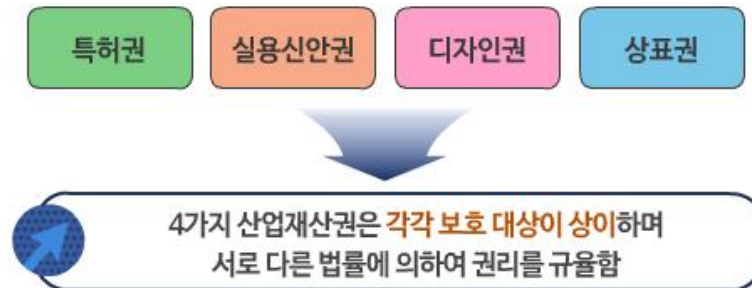 특허권 실용신안권 디자인권 상표권
4가지 산업재산권은 각각 보호 대상이 상이하며
서로 다른 법률에 의하여 권리를 규율함